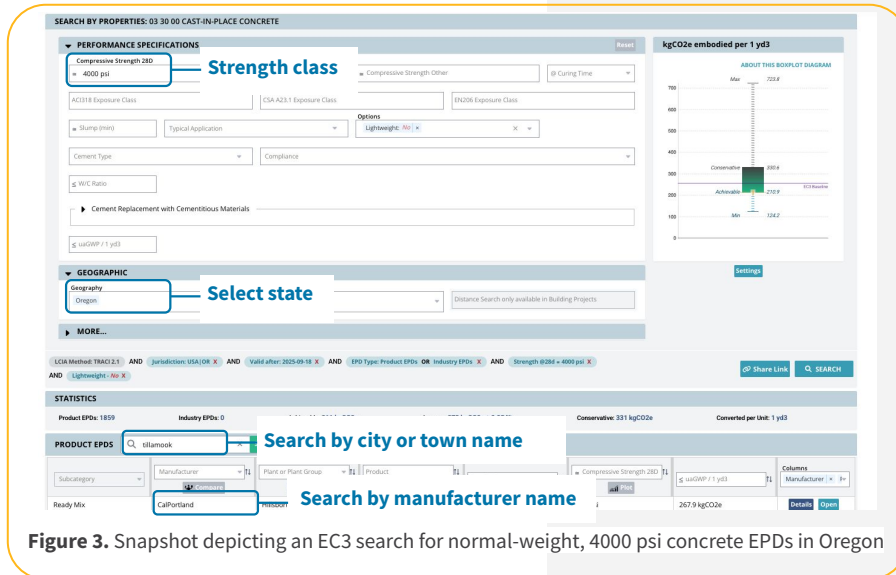 SEARCH BY PROPERTIES: 03 30 00 CAST-IN-PLACE CONCRETE
PERFORMANCE SPECIFICATIONS
Reset
Compressive Strength 28D
= 4000 psi
Strength class
= Compressive Strength Other
@ Curing Time
ACI318 Exposure Class
CSA A23.1 Exposure Class
EN206 Exposure Class
= Slump (min)
Typical Application
Options
Lightweight: No x
X
Cement Type
Compliance
≤ W/C Ratio
Cement Replacement with Cementitious Materials
≤ uaGWP / 1 yd3
GEOGRAPHIC
Geography
Oregon
Select state
Distance Search only available in Building Projects
MORE...
kgCO2e embodied per 1 yd3
ABOUT THIS BOXPLOT DIAGRAM
Max 723.8
700
600
500
400
Conservative 330.6
300
EC3 Baseline
Achievable 210.9
200
Min 124.2
100
0
Settings
LCIA Method: TRACI 2.1 AND Jurisdiction: USA|OR X AND Valid after: 2025-09-18 X AND EPD Type: Product EPDs OR Industry EPDs X AND Strength @28d = 4000 psi X
AND Lightweight - No X
Share Link
SEARCH
STATISTICS
Product EPDs: 1859 Industry EPDs: 0 Conservative: 331 kgCO2e Converted per Unit: 1 yd3
PRODUCT EPDS
tillamook
X
Search by city or town name
Subcategory
Manufacturer
Compare
Plant or Plant Group
Product
= Compressive Strength 28D
Plot
≤ uaGWP / 1 yd3
Columns
Manufacturer x
Search by manufacturer name
Ready Mix CalPortland 267.9 kgCO2e Details Open
Figure 3. Snapshot depicting an EC3 search for normal-weight, 4000 psi concrete EPDs in Oregon